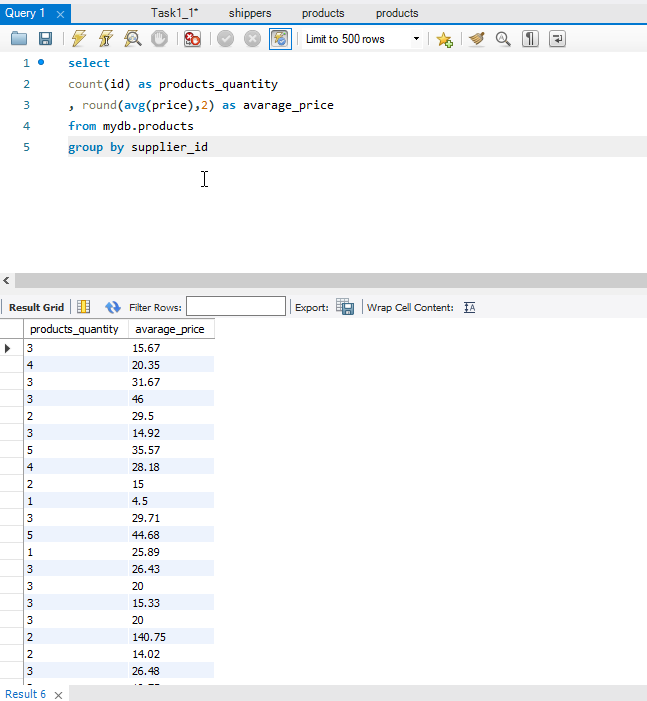 Query 1 Task1_1* shippers products products
Limit to 500 rows
1 select
2 count(id) as products_quantity
3 , round(avg(price),2) as avarage_price
4 from mydb.products
5 group by supplier_id
Result Grid Filter Rows: Export: Wrap Cell Content:
products_quantity avarage_price
3 15.67
4 20.35
3 31.67
3 46
2 29.5
3 14.92
5 35.57
4 28.18
2 15
1 4.5
3 29.71
5 44.68
1 25.89
3 26.43
3 20
3 15.33
3 20
2 140.75
2 14.02
3 26.48
Result 6